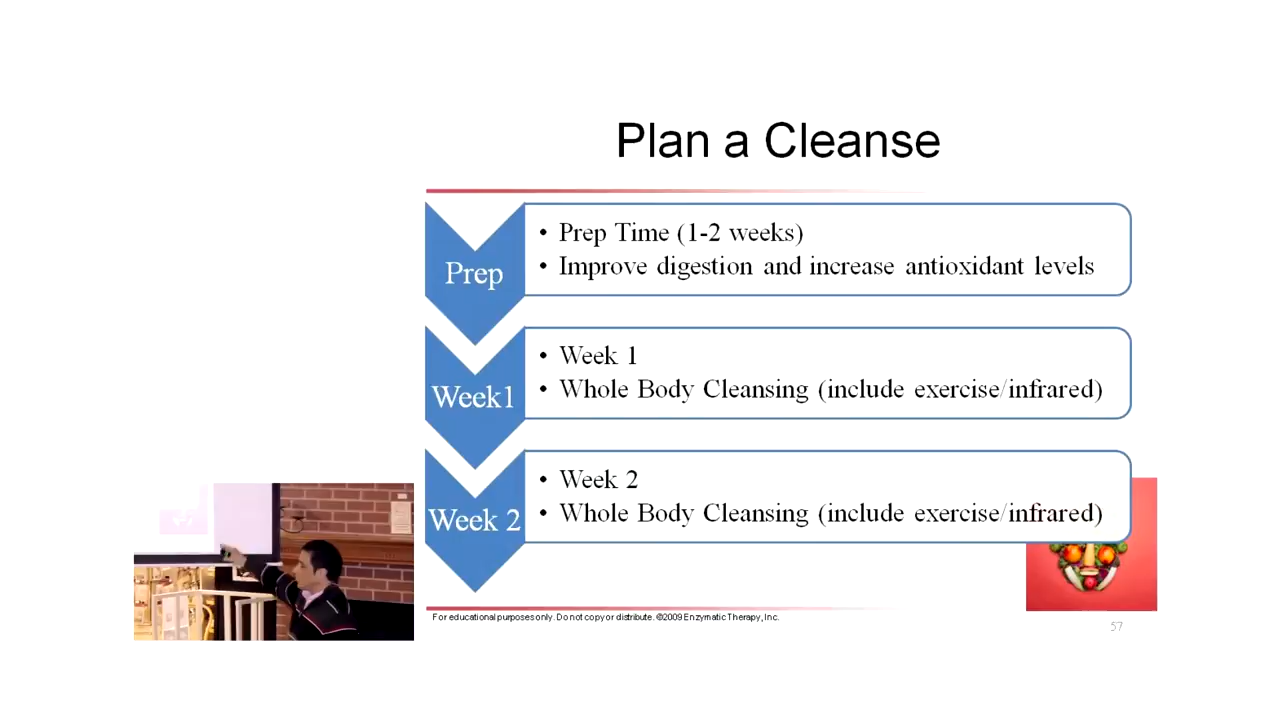 Plan a Cleanse
Prep
• Prep Time (1-2 weeks)
• Improve digestion and increase antioxidant levels
Week1
• Week 1
• Whole Body Cleansing (include exercise/infrared)
Week 2
• Week 2
• Whole Body Cleansing (include exercise/infrared)
For educational purposes only. Do not copy or distribute. ©2009 Enzymatic Therapy, Inc.
57